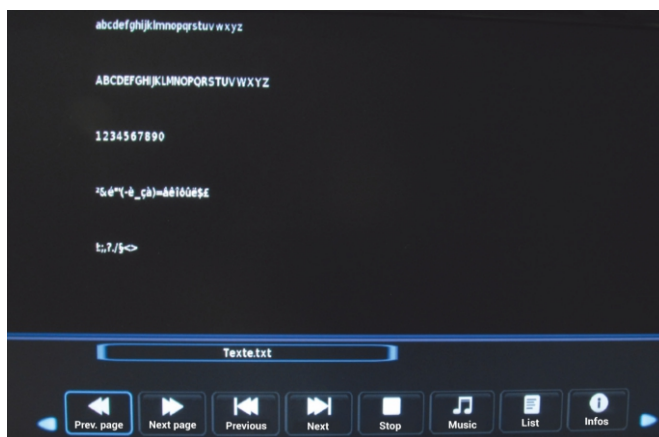 abcdefghijklmnopqrstuvwxyz
ABCDEFGHIJKLMNOPQRSTUVWXYZ
1234567890
²&é"'(-è_çà)=âêîôûë$£
!:;,?./§<>
Texte.txt
Prev. page Next page Previous Next Stop Music List Infos